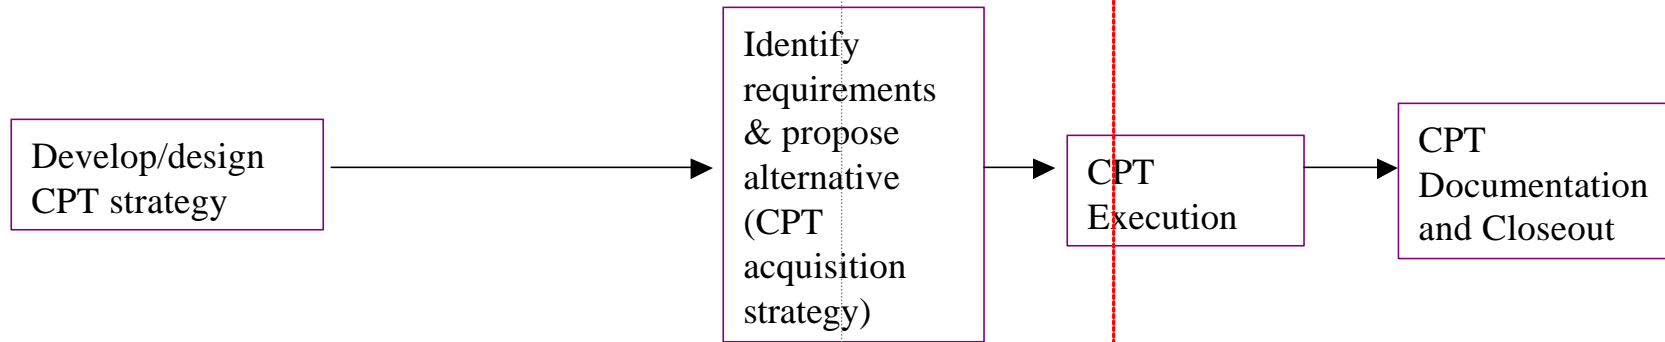 Develop/design
CPT strategy
Identify
requirements
& propose
alternative
(CPT
acquisition
strategy)
CPT
Execution
CPT
Documentation
and Closeout